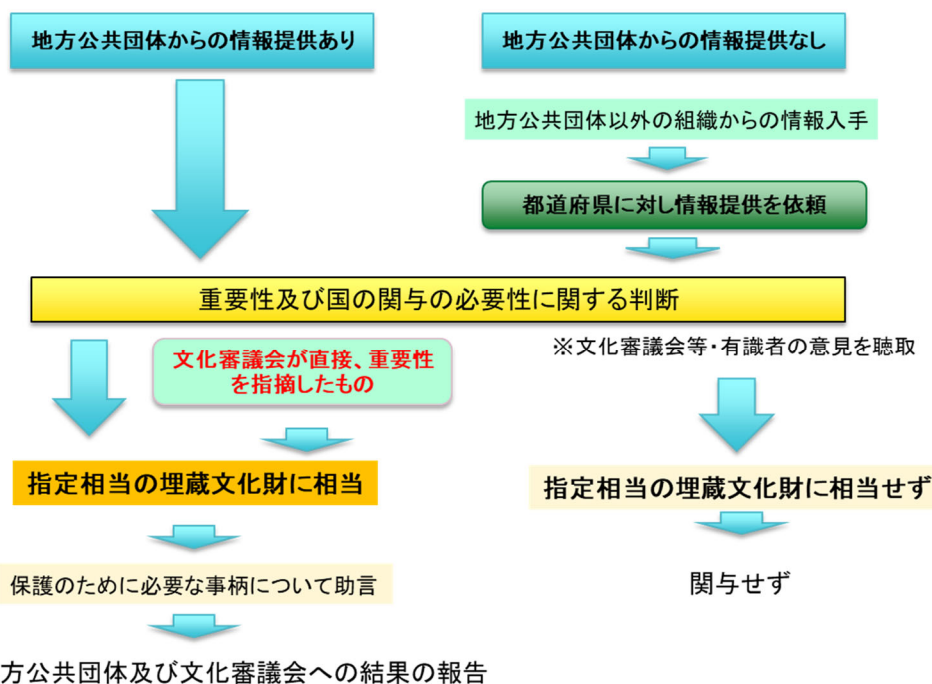 地方公共団体からの情報提供あり
地方公共団体からの情報提供なし
地方公共団体以外の組織からの情報入手
都道府県に対し情報提供を依頼
重要性及び国の関与の必要性に関する判断
※文化審議会等・有識者の意見を聴取
文化審議会が直接、重要性
を指摘したもの
指定相当の埋蔵文化財に相当
指定相当の埋蔵文化財に相当せず
保護のために必要な事柄について助言
関与せず
方公共団体及び文化審議会への結果の報告